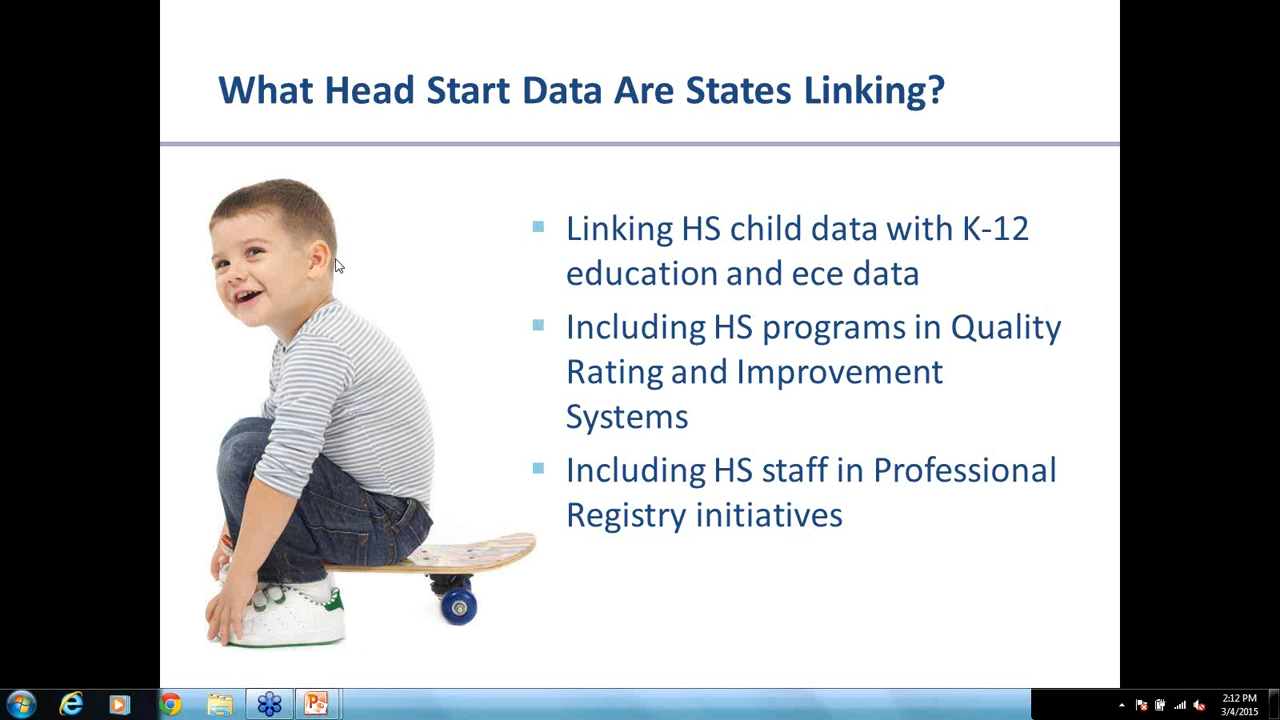 What Head Start Data Are States Linking?
Linking HS child data with K-12
education and ece data
Including HS programs in Quality
Rating and Improvement
Systems
Including HS staff in Professional
Registry initiatives
2:12 PM
3/4/2015